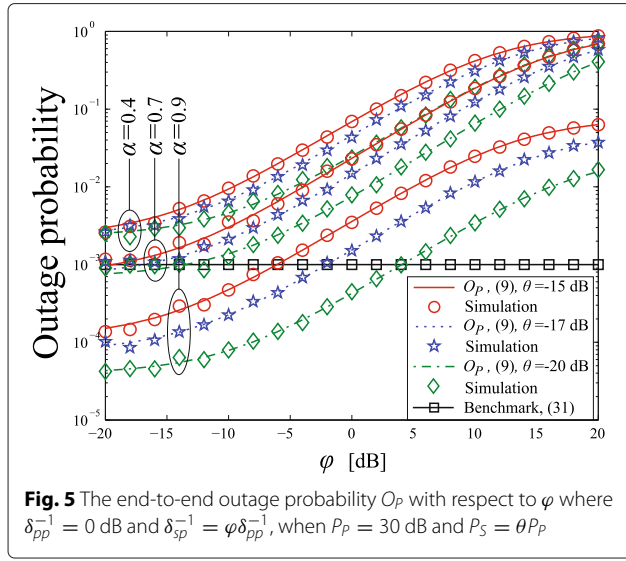 Outage probability
10⁰
10⁻¹
10⁻²
10⁻³
10⁻⁴
10⁻⁵
α=0.4
α=0.7
α=0.9
O_P, (9), θ=-15 dB
Simulation
O_P, (9), θ=-17 dB
Simulation
O_P, (9), θ=-20 dB
Simulation
Benchmark, (31)
−20 −15 −10 −5 0 5 10 15 20
φ [dB]
Fig. 5 The end-to-end outage probability O_P with respect to φ where
δ_pp⁻¹ = 0 dB and δ_sp⁻¹ = φδ_pp⁻¹, when P_P = 30 dB and P_S = θP_P